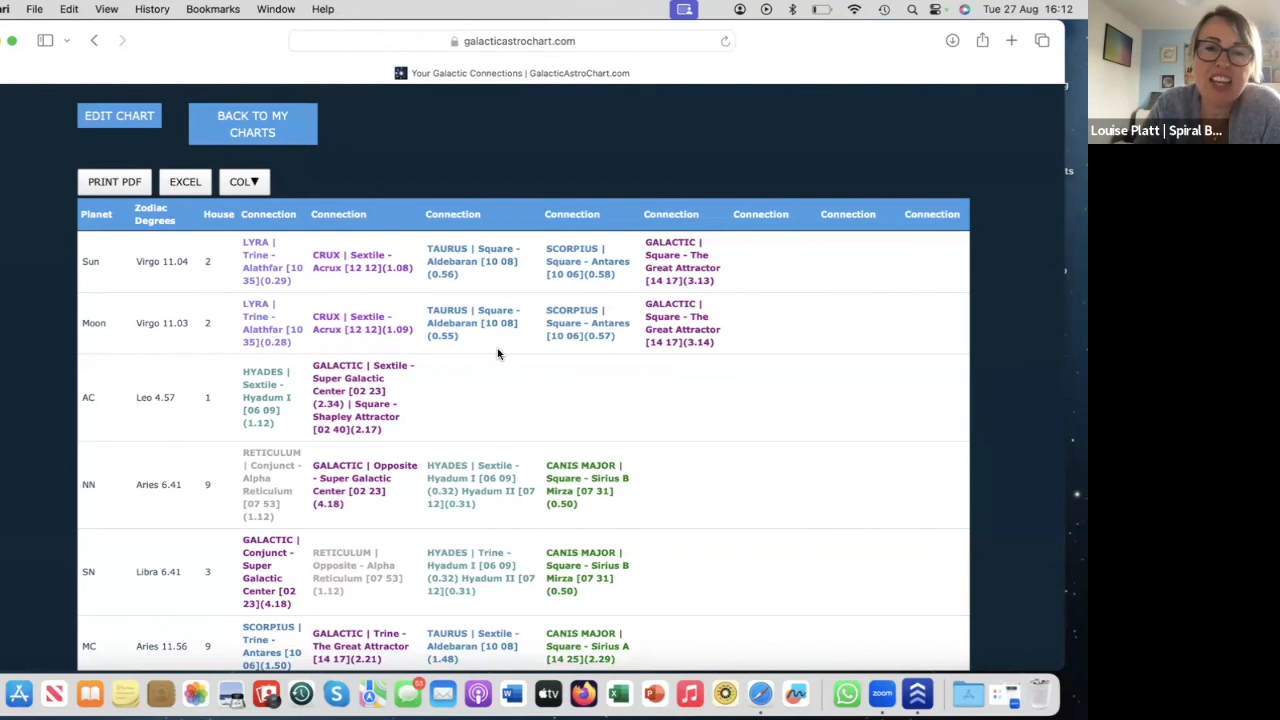 ri File Edit View History Bookmarks Window Help Tue 27 Aug 16:12
galacticastrochart.com
Your Galactic Connections | GalacticAstroChart.com
EDIT CHART
BACK TO MY
CHARTS
PRINT PDF EXCEL COL▼
Planet
Zodiac
Degrees
House
Connection
Connection
Connection
Connection
Connection
Connection
Connection
Connection
Sun
Virgo 11.04
2
LYRA |
Trine -
Alathfar [10
35](0.29)
CRUX | Sextile -
Acrux [12 12](1.08)
TAURUS | Square -
Aldebaran [10 08]
(0.56)
SCORPIUS |
Square - Antares
[10 06](0.58)
GALACTIC |
Square - The
Great Attractor
[14 17](3.13)
Moon
Virgo 11.03
2
LYRA |
Trine -
Alathfar [10
35](0.28)
CRUX | Sextile -
Acrux [12 12](1.09)
TAURUS | Square -
Aldebaran [10 08]
(0.55)
SCORPIUS |
Square - Antares
[10 06](0.57)
GALACTIC |
Square - The
Great Attractor
[14 17](3.14)
AC
Leo 4.57
1
HYADES |
Sextile -
Hyadum I
[06 09]
(1.12)
GALACTIC | Sextile -
Super Galactic
Center [02 23]
(2.34) | Square -
Shapley Attractor
[02 40](2.17)
NN
Aries 6.41
9
RETICULUM
| Conjunct -
Alpha
Reticulum
[07 53]
(1.12)
GALACTIC | Opposite
- Super Galactic
Center [02 23]
(4.18)
HYADES | Sextile -
Hyadum I [06 09]
(0.32) Hyadum II [07
12](0.31)
CANIS MAJOR |
Square - Sirius B
Mirza [07 31]
(0.50)
SN
Libra 6.41
3
GALACTIC |
Conjunct -
Super
Galactic
Center [02
23](4.18)
RETICULUM |
Opposite - Alpha
Reticulum [07 53]
(1.12)
HYADES | Trine -
Hyadum I [06 09]
(0.32) Hyadum II [07
12](0.31)
CANIS MAJOR |
Square - Sirius B
Mirza [07 31]
(0.50)
MC
Aries 11.56
9
SCORPIUS |
Trine -
Antares [10
06](1.50)
GALACTIC | Trine -
The Great Attractor
[14 17](2.21)
TAURUS | Sextile -
Aldebaran [10 08]
(1.48)
CANIS MAJOR |
Square - Sirius A
[14 25](2.29)
Louise Platt | Spiral B...
ts
tv
zoom